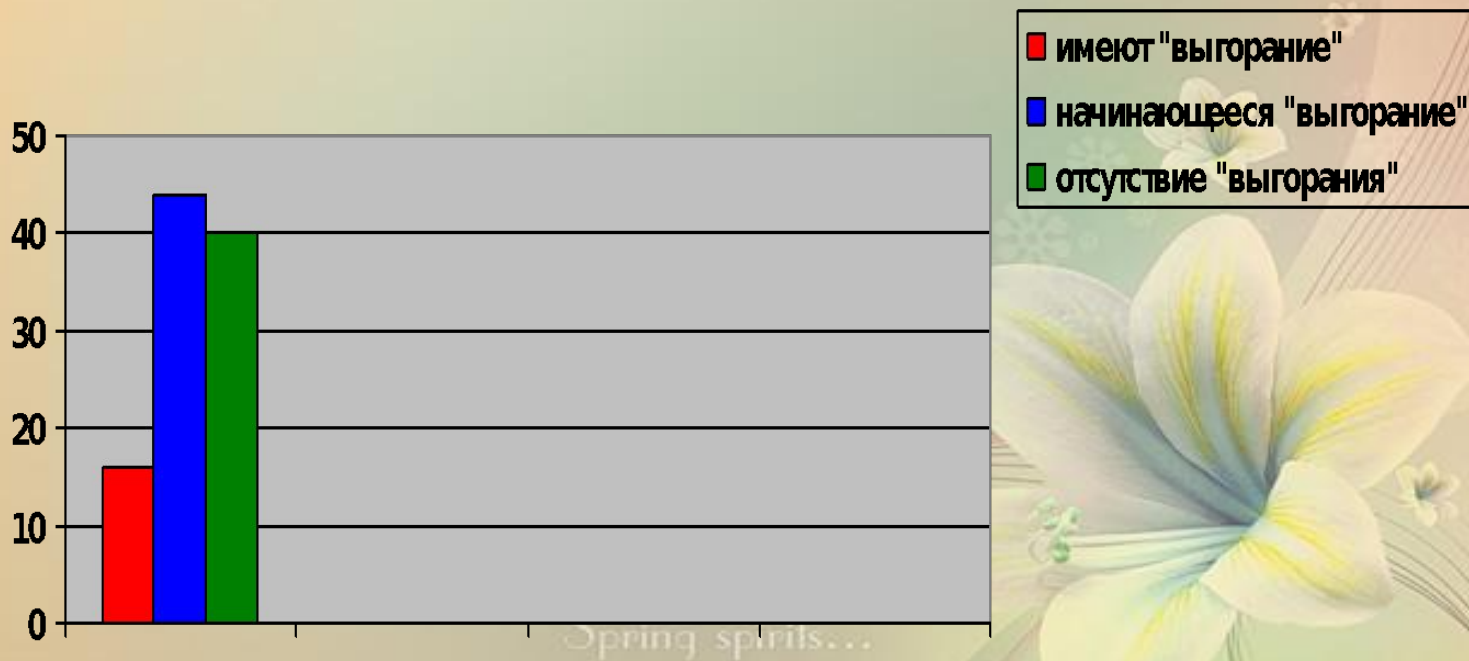 имеют "выгорание"
начинающееся "выгорание"
отсутствие "выгорания"
50
40
30
20
10
0
Spring spirits...